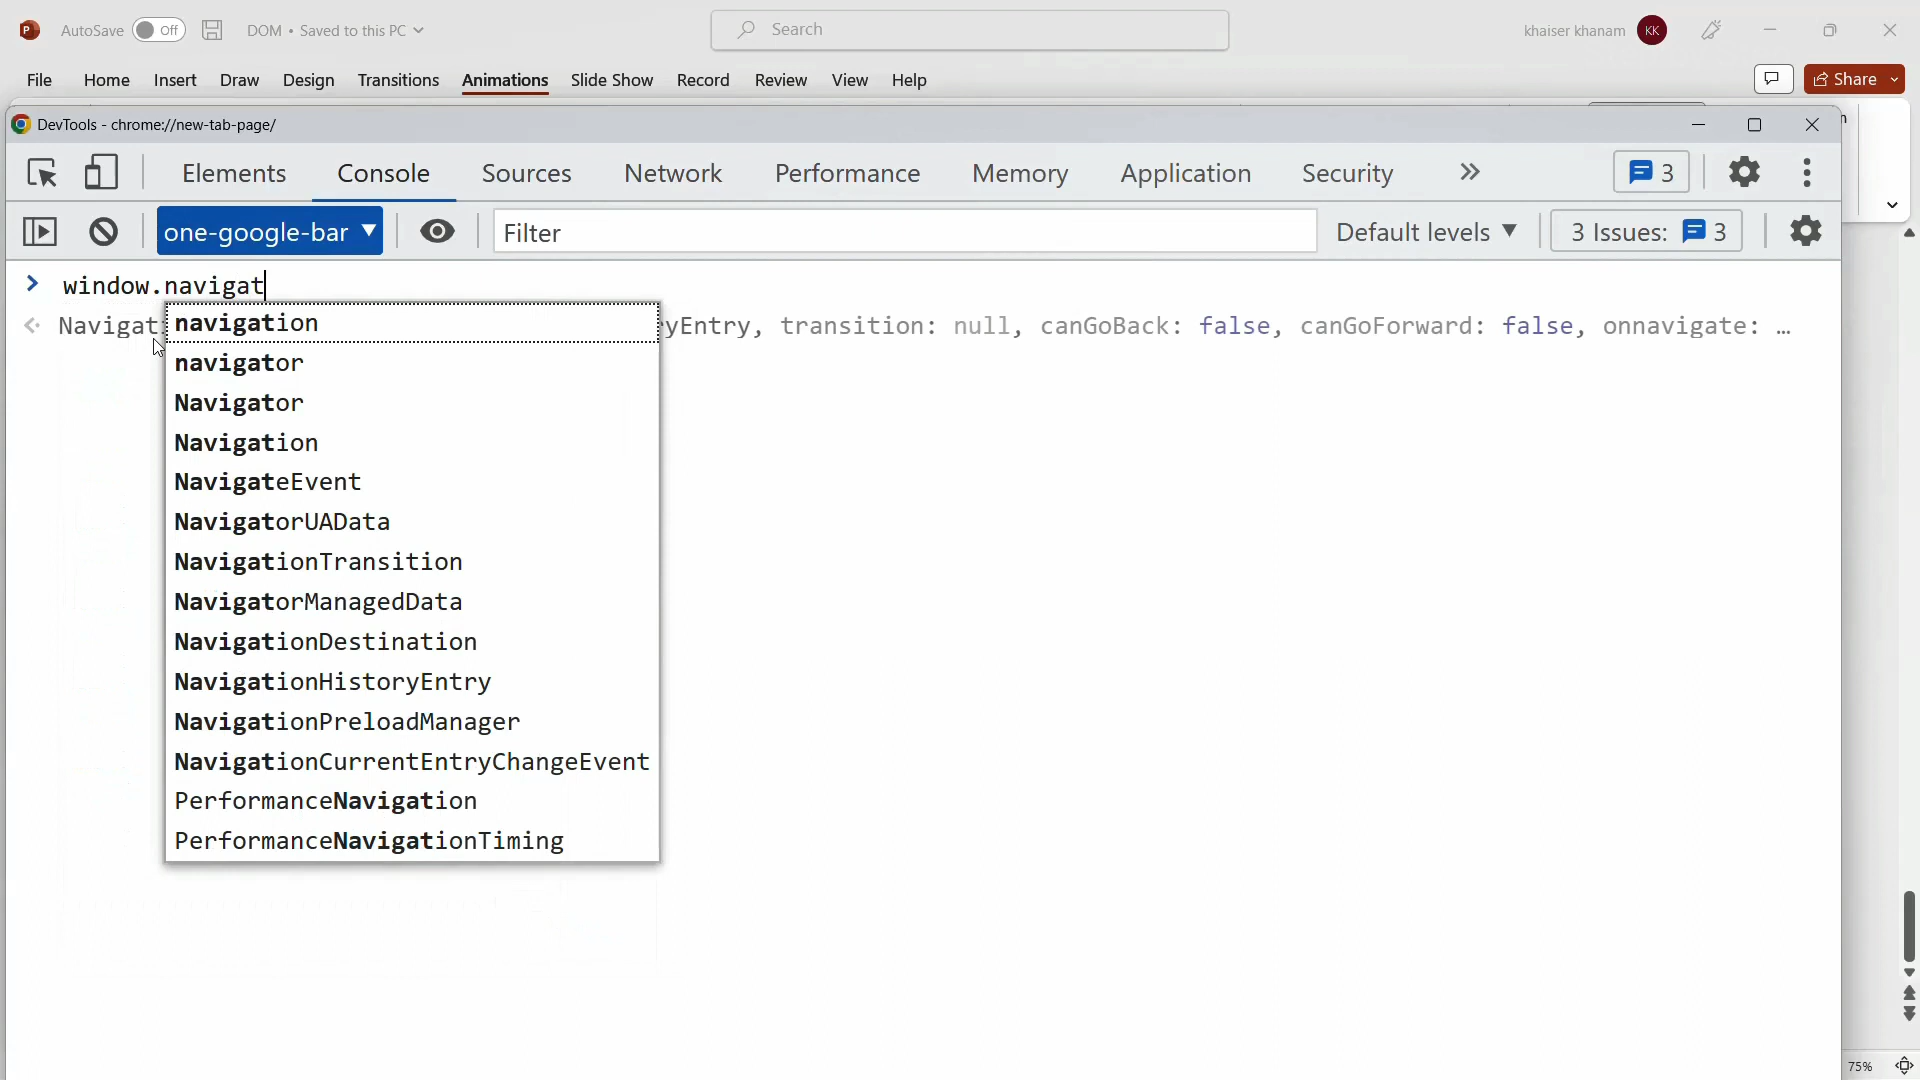 AutoSave Off DOM • Saved to this PC Search khaiser khanam KK
File Home Insert Draw Design Transitions Animations Slide Show Record Review View Help Share
DevTools - chrome://new-tab-page/
Elements Console Sources Network Performance Memory Application Security 3
one-google-bar Filter Default levels 3 Issues: 3
window.navigat
yEntry, transition: null, canGoBack: false, canGoForward: false, onnavigate: …
navigation
navigator
Navigator
Navigation
NavigateEvent
NavigatorUAData
NavigationTransition
NavigatorManagedData
NavigationDestination
NavigationHistoryEntry
NavigationPreloadManager
NavigationCurrentEntryChangeEvent
PerformanceNavigation
PerformanceNavigationTiming
75%